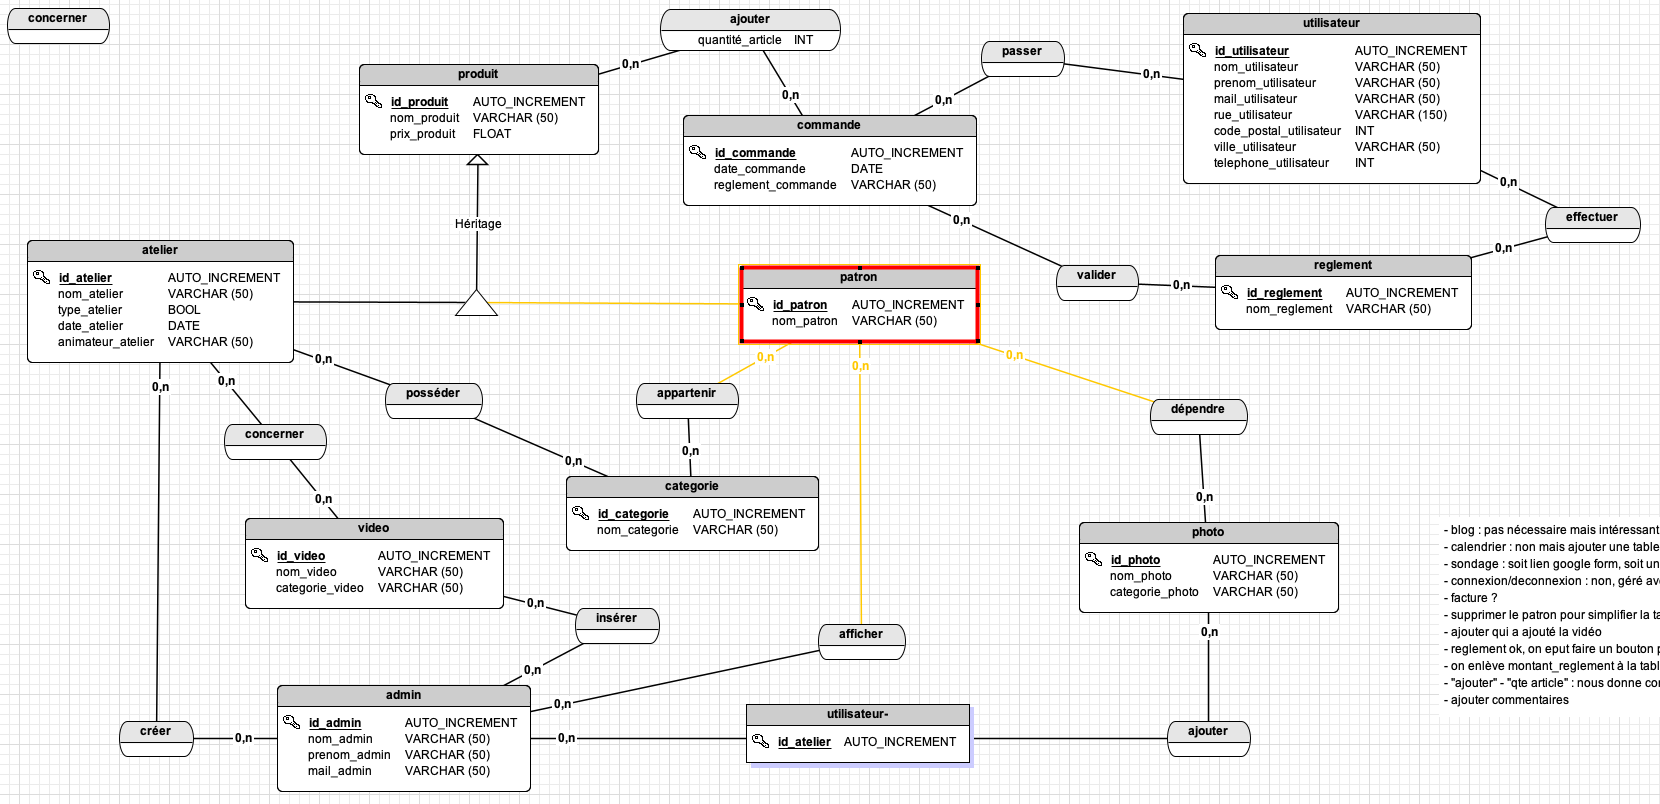 concerner
ajouter
quantité_article INT
produit
id_produit AUTO_INCREMENT
nom_produit VARCHAR (50)
prix_produit FLOAT
0,n
0,n
passer
0,n
0,n
utilisateur
id_utilisateur AUTO_INCREMENT
nom_utilisateur VARCHAR (50)
prenom_utilisateur VARCHAR (50)
mail_utilisateur VARCHAR (50)
rue_utilisateur VARCHAR (150)
code_postal_utilisateur INT
ville_utilisateur VARCHAR (50)
telephone_utilisateur INT
commande
id_commande AUTO_INCREMENT
date_commande DATE
reglement_commande VARCHAR (50)
0,n
0,n
effectuer
0,n
Héritage
atelier
id_atelier AUTO_INCREMENT
nom_atelier VARCHAR (50)
type_atelier BOOL
date_atelier DATE
animateur_atelier VARCHAR (50)
patron
id_patron AUTO_INCREMENT
nom_patron VARCHAR (50)
valider
0,n
reglement
id_reglement AUTO_INCREMENT
nom_reglement VARCHAR (50)
0,n
0,n
0,n
0,n
0,n
0,n
posséder
appartenir
dépendre
concerner
0,n
0,n
0,n
0,n
categorie
id_categorie AUTO_INCREMENT
nom_categorie VARCHAR (50)
video
id_video AUTO_INCREMENT
nom_video VARCHAR (50)
categorie_video VARCHAR (50)
photo
id_photo AUTO_INCREMENT
nom_photo VARCHAR (50)
categorie_photo VARCHAR (50)
- blog : pas nécessaire mais intéressant
- calendrier : non mais ajouter une table
- sondage : soit lien google form, soit un
- connexion/deconnexion : non, géré
- facture ?
- supprimer le patron pour simplifier la
- ajouter qui a ajouté la vidéo
- reglement ok, on eput faire un bouton
- on enlève montant_reglement à la
- "ajouter" - "qte article" : nous donne
- ajouter commentaires
0,n
insérer
afficher
0,n
0,n
0,n
admin
id_admin AUTO_INCREMENT
nom_admin VARCHAR (50)
prenom_admin VARCHAR (50)
mail_admin VARCHAR (50)
créer
0,n
0,n
utilisateur-
id_atelier AUTO_INCREMENT
ajouter